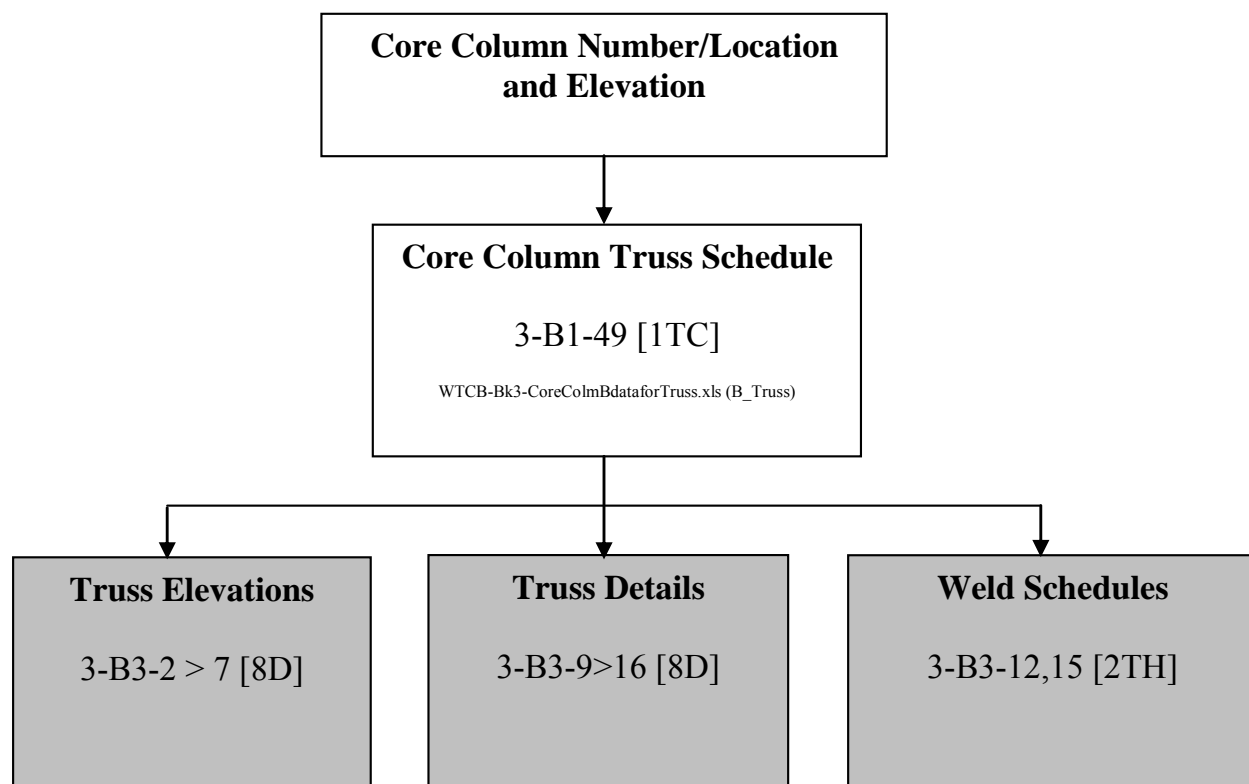 Core Column Number/Location
and Elevation
Core Column Truss Schedule
3-B1-49 [1TC]
WTCB-Bk3-CoreColmBdataforTruss.xls (B_Truss)
Truss Elevations
3-B3-2 > 7 [8D]
Truss Details
3-B3-9>16 [8D]
Weld Schedules
3-B3-12,15 [2TH]